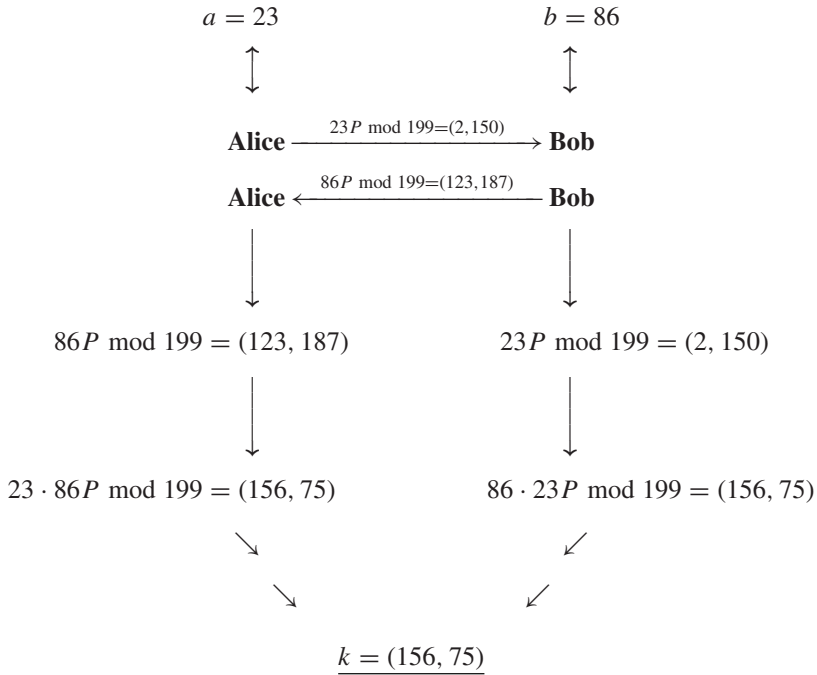 a = 23 b = 86
23P mod 199=(2,150)
Alice Bob
86P mod 199=(123,187)
Alice Bob
86P mod 199 = (123, 187) 23P mod 199 = (2, 150)
23 · 86P mod 199 = (156, 75) 86 · 23P mod 199 = (156, 75)
k = (156, 75)